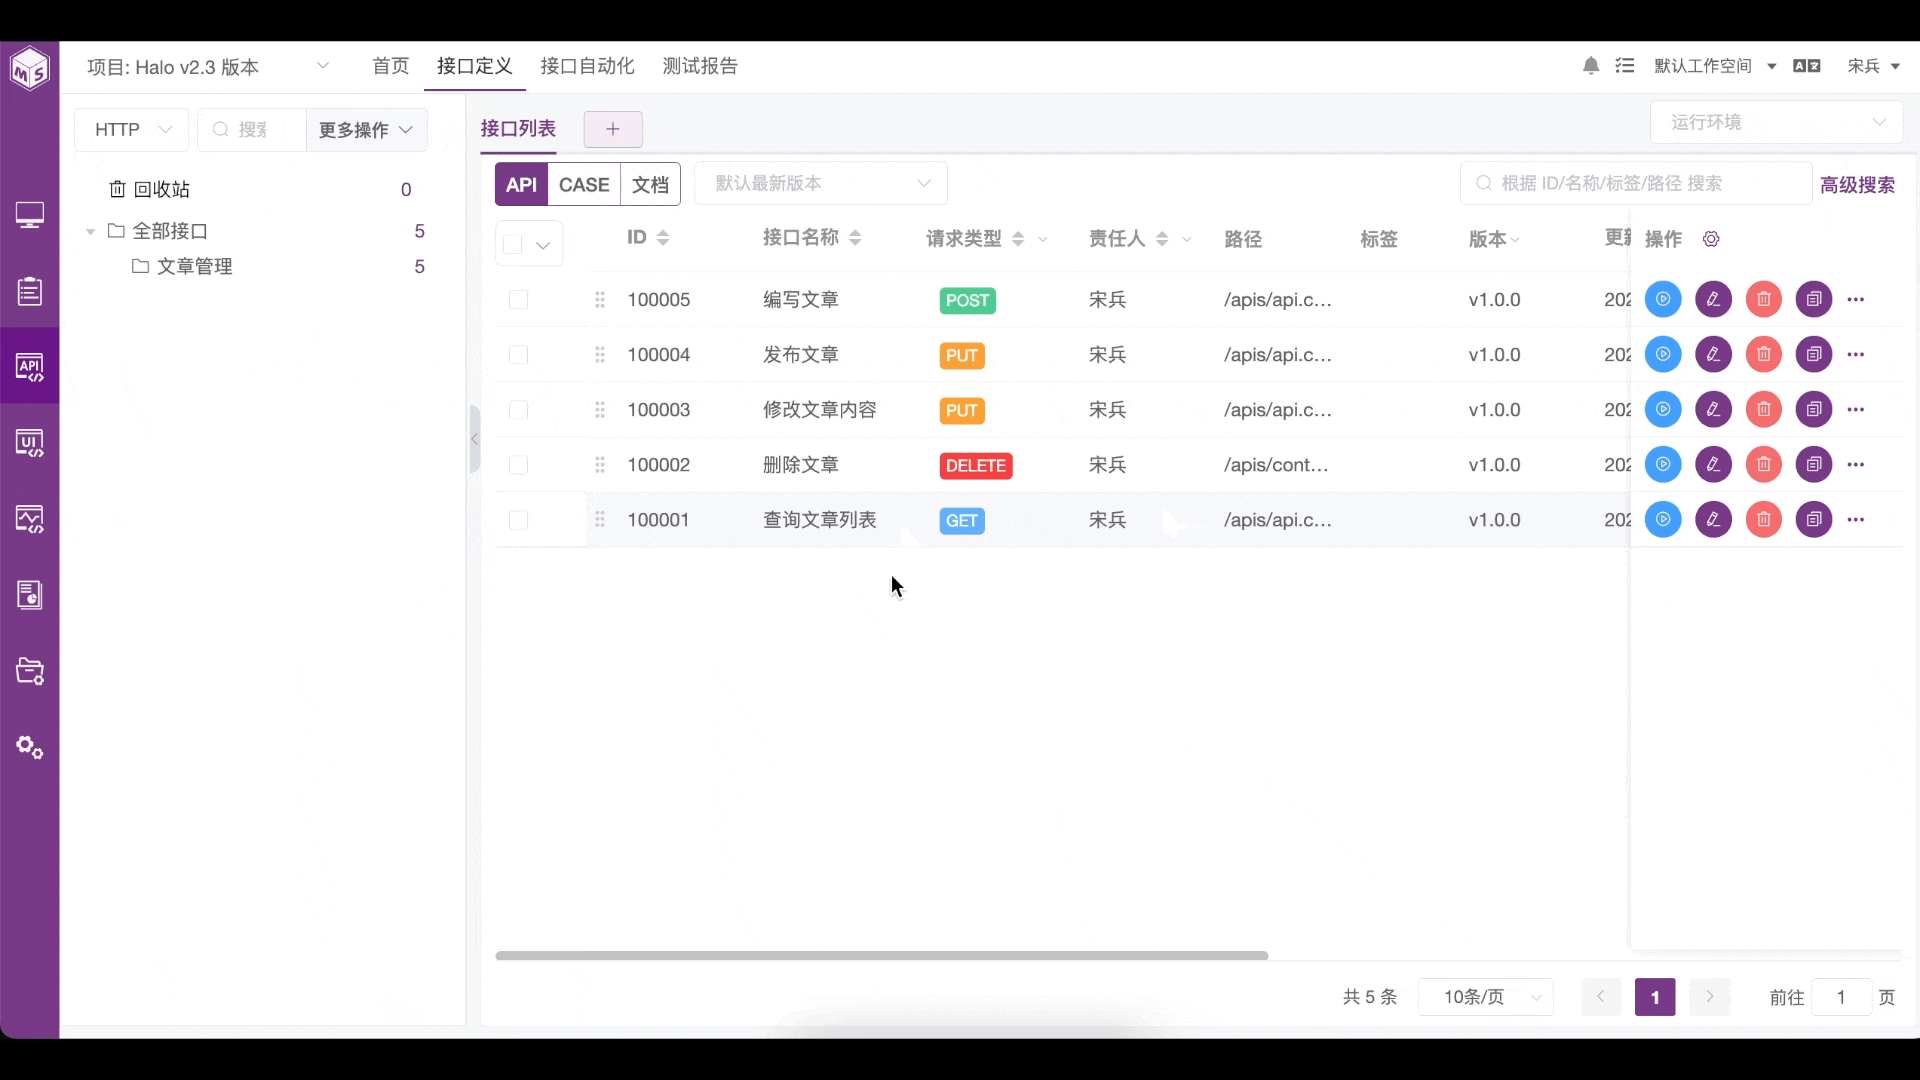 项目: Halo v2.3 版本
首页
接口定义
接口自动化
测试报告
默认工作空间
宋兵
HTTP
更多操作
接口列表
运行环境
回收站 0
全部接口 5
文章管理 5
API CASE 文档
默认最新版本
根据 ID/名称/标签/路径 搜索
高级搜索
ID 接口名称 请求类型 责任人 路径 标签 版本 操作
100005 编写文章 POST 宋兵 /apis/api.c... v1.0.0 202
100004 发布文章 PUT 宋兵 /apis/api.c... v1.0.0 202
100003 修改文章内容 PUT 宋兵 /apis/api.c... v1.0.0 202
100002 删除文章 DELETE 宋兵 /apis/cont... v1.0.0 202
100001 查询文章列表 GET 宋兵 /apis/api.c... v1.0.0 202
共 5 条 10条/页 1 前往 1 页
MS
API
UI